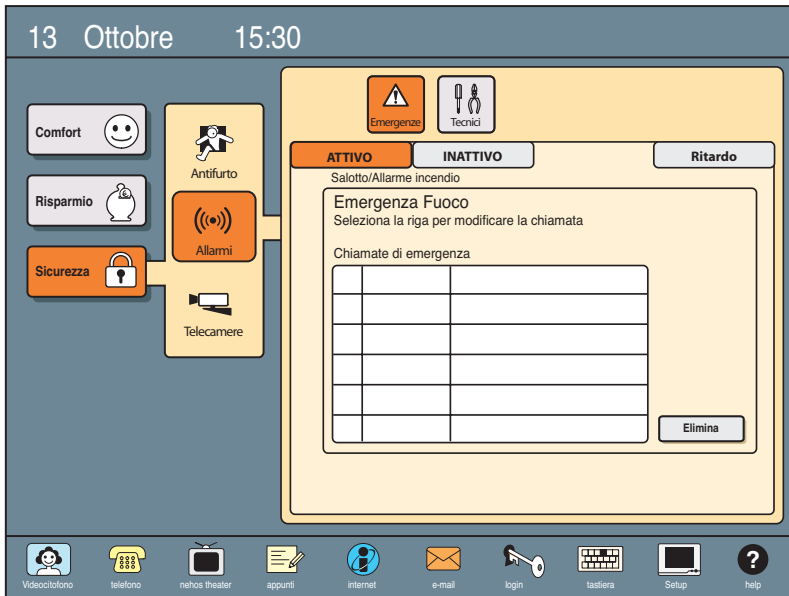 13 Ottobre 15:30
Comfort
Risparmio
Sicurezza
Antifurto
Allarmi
Telecamere
Emergenze
Tecnici
ATTIVO
INATTIVO
Ritardo
Salotto/Allarme incendio
Emergenza Fuoco
Seleziona la riga per modificare la chiamata
Chiamate di emergenza
Elimina
Videocitofono
telefono
nehos theater
appunti
internet
e-mail
login
tastiera
Setup
help